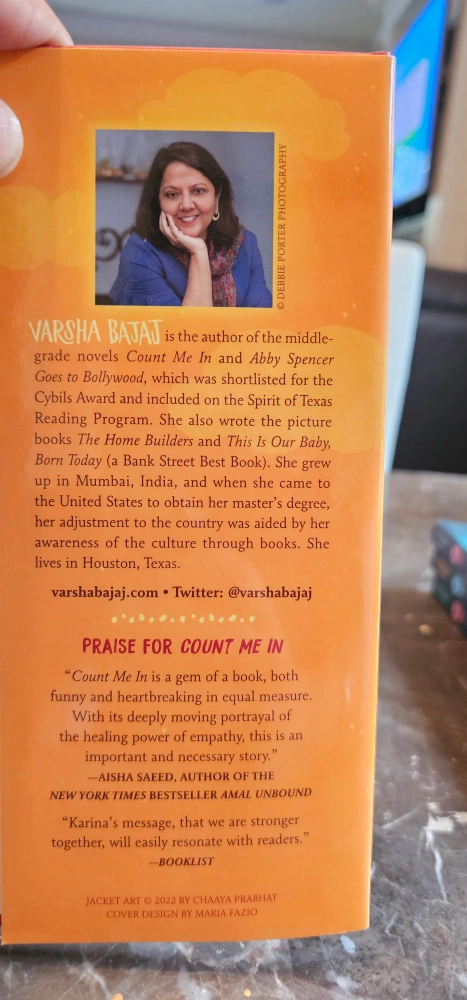 © DEBBIE PORTER PHOTOGRAPHY
VARSHA BAJAJ is the author of the middle-
grade novels Count Me In and Abby Spencer
Goes to Bollywood, which was shortlisted for the
Cybils Award and included on the Spirit of Texas
Reading Program. She also wrote the picture
books The Home Builders and This Is Our Baby,
Born Today (a Bank Street Best Book). She grew
up in Mumbai, India, and when she came to
the United States to obtain her master's degree,
her adjustment to the country was aided by her
awareness of the culture through books. She
lives in Houston, Texas.
varshabajaj.com • Twitter: @varshabajaj
PRAISE FOR COUNT ME IN
“Count Me In is a gem of a book, both
funny and heartbreaking in equal measure.
With its deeply moving portrayal of
the healing power of empathy, this is an
important and necessary story.”
—AISHA SAEED, AUTHOR OF THE
NEW YORK TIMES BESTSELLER AMAL UNBOUND
“Karina's message, that we are stronger
together, will easily resonate with readers.”
—BOOKLIST
JACKET ART © 2022 BY CHAAYA PRABHAT
COVER DESIGN BY MARIA FAZIO